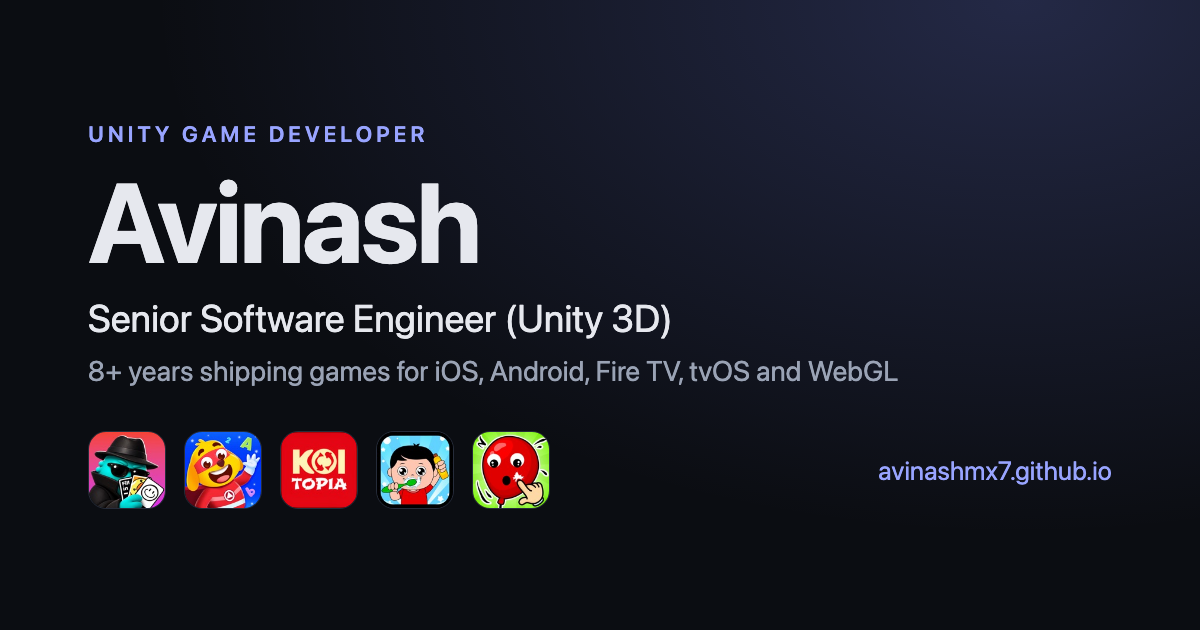 UNITY GAME DEVELOPER
Avinash
Senior Software Engineer (Unity 3D)
8+ years shipping games for iOS, Android, Fire TV, tvOS and WebGL
KOI
TOPIA
avinashmx7.github.io